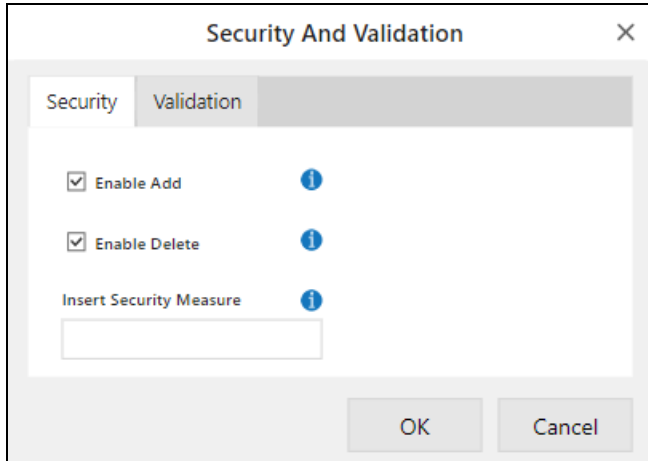 Security And Validation
Security Validation
Enable Add
Enable Delete
Insert Security Measure
OK Cancel